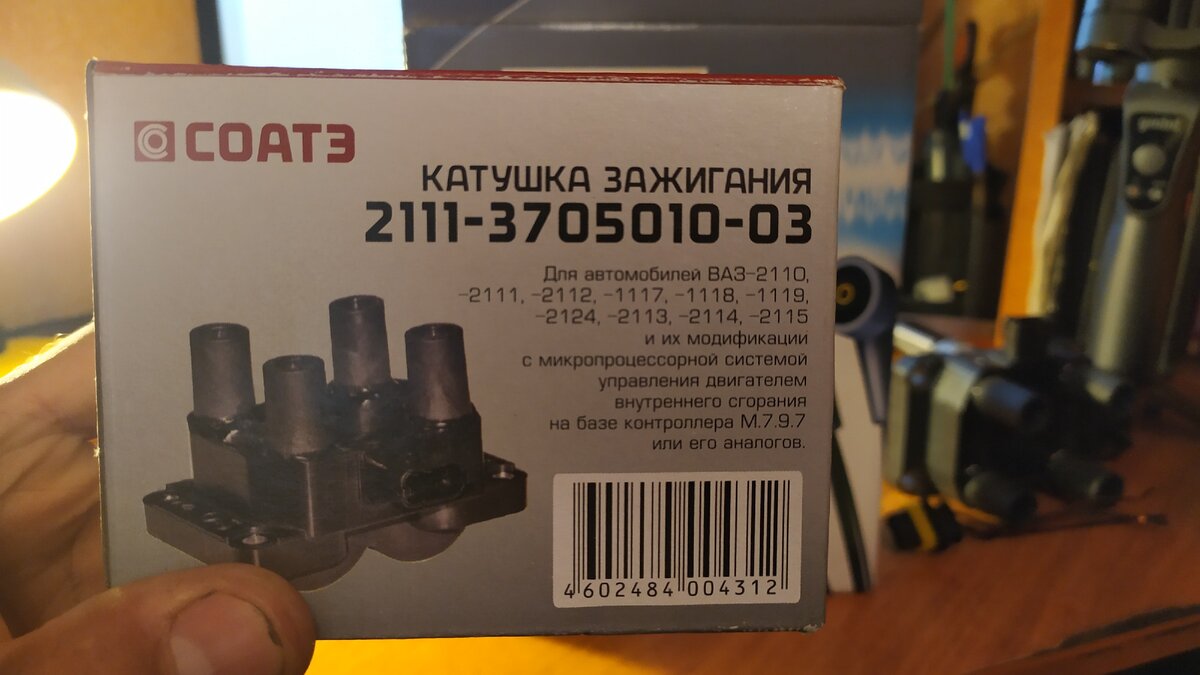 СОАТЭ
КАТУШКА ЗАЖИГАНИЯ
2111-3705010-03
Для автомобилей ВАЗ-2110,
-2111, -2112, -1117, -1118, -1119,
-2124, -2113, -2114, -2115
и их модификации
с микропроцессорной системой
управления двигателем
внутреннего сгорания
на базе контроллера М.7.9.7
или его аналогов.
4 602484 004312